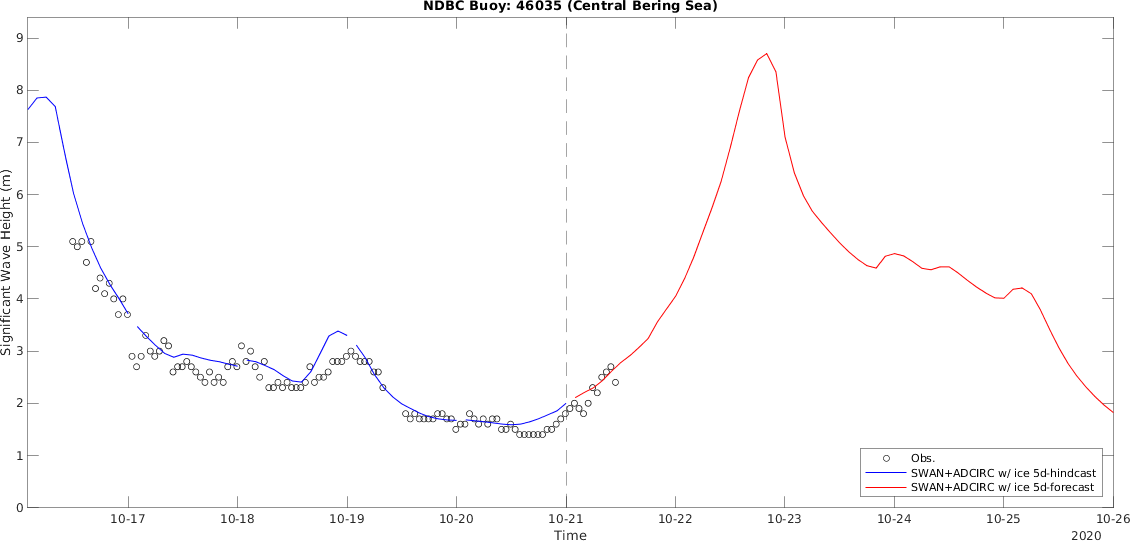 NDBC Buoy: 46035 (Central Bering Sea)
Significant Wave Height (m)
9
8
7
6
5
4
3
2
1
0
Obs.
SWAN+ADCIRC w/ ice 5d-hindcast
SWAN+ADCIRC w/ ice 5d-forecast
10-17 10-18 10-19 10-20 10-21 10-22 10-23 10-24 10-25 10-26
Time
2020